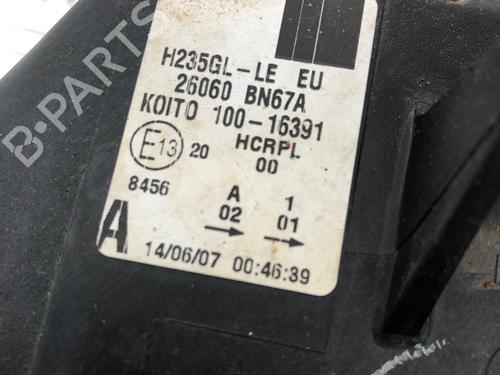 H235GL-LE EU
26060 BN67A
KOITO 100-16391
E13 20 HCRPL
00
8456 A 1
02 01
A
14/06/07 00:46:39
B-PARTS